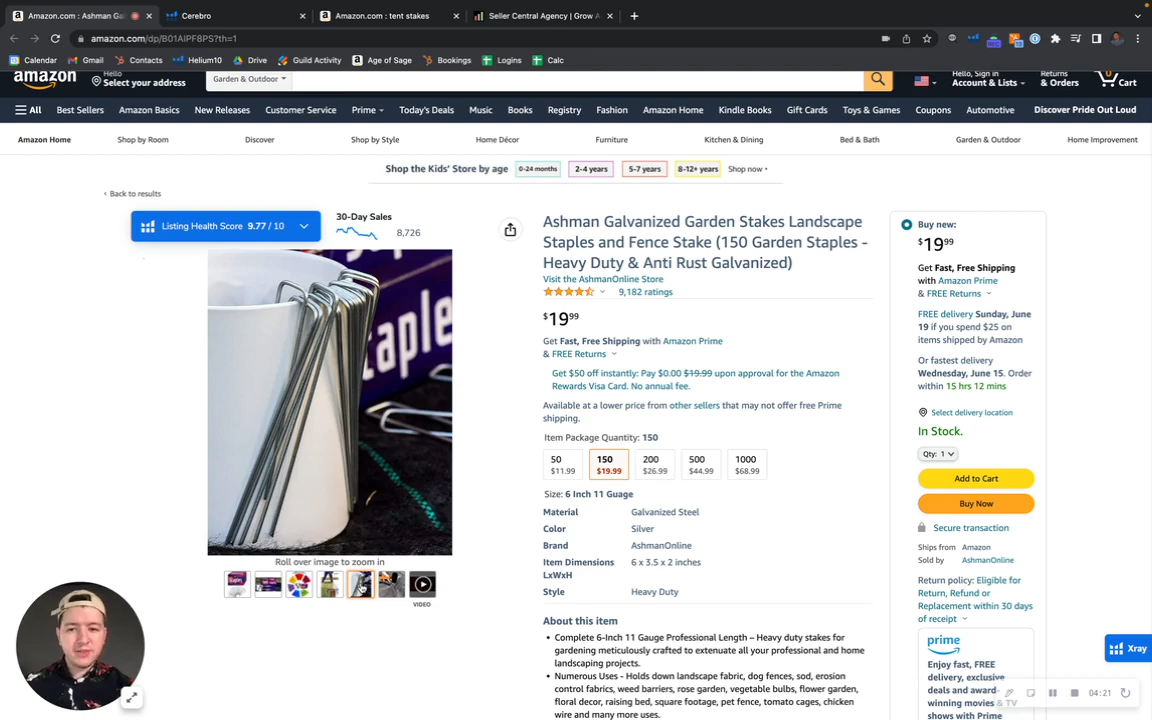 Amazon.com : Ashman Ga
Cerebro
Amazon.com : tent stakes
Seller Central Agency | Grow A
amazon.com/dp/B01AIPF8PS?th=1
Calendar
Gmail
Contacts
Helium10
Drive
Guild Activity
Age of Sage
Bookings
Logins
Calc
amazon
Hello
Select your address
Garden & Outdoor
Hello, Sign in
Account & Lists
Returns
& Orders
0
Cart
All
Best Sellers
Amazon Basics
New Releases
Customer Service
Prime
Today's Deals
Music
Books
Registry
Fashion
Amazon Home
Kindle Books
Gift Cards
Toys & Games
Coupons
Automotive
Discover Pride Out Loud
Amazon Home
Shop by Room
Discover
Shop by Style
Home Décor
Furniture
Kitchen & Dining
Bed & Bath
Garden & Outdoor
Home Improvement
Shop the Kids' Store by age
0-24 months
2-4 years
5-7 years
8-12+ years
Shop now
‹ Back to results
Listing Health Score 9.77 / 10
30-Day Sales
8,726
taple
Roll over image to zoom in
VIDEO
Ashman Galvanized Garden Stakes Landscape
Staples and Fence Stake (150 Garden Staples -
Heavy Duty & Anti Rust Galvanized)
Visit the AshmanOnline Store
9,182 ratings
$19.99
Get Fast, Free Shipping with Amazon Prime
& FREE Returns
Get $50 off instantly: Pay $0.00 $19.99 upon approval for the Amazon
Rewards Visa Card. No annual fee.
Available at a lower price from other sellers that may not offer free Prime
shipping.
Item Package Quantity: 150
50
$11.99
150
$19.99
200
$26.99
500
$44.99
1000
$68.99
Size: 6 Inch 11 Guage
Material Galvanized Steel
Color Silver
Brand AshmanOnline
Item Dimensions 6 x 3.5 x 2 inches
LxWxH
Style Heavy Duty
About this item
• Complete 6-Inch 11 Gauge Professional Length – Heavy duty stakes for
gardening meticulously crafted to extenuate all your professional and home
landscaping projects.
• Numerous Uses - Holds down landscape fabric, dog fences, sod, erosion
control fabrics, weed barriers, rose garden, vegetable bulbs, flower garden,
floral decor, raising bed, square footage, pet fence, tomato cages, chicken
wire and many more uses.
Buy new:
$19.99
Get Fast, Free Shipping
with Amazon Prime
& FREE Returns
FREE delivery Sunday, June
19 if you spend $25 on
items shipped by Amazon
Or fastest delivery
Wednesday, June 15. Order
within 15 hrs 12 mins
Select delivery location
In Stock.
Qty: 1
Add to Cart
Buy Now
Secure transaction
Ships from Amazon
Sold by AshmanOnline
Return policy: Eligible for
Return, Refund or
Replacement within 30 days
of receipt
prime
Enjoy fast, FREE
delivery, exclusive
deals and award-
winning movies
& TV
shows with Prime
Xray
04:21